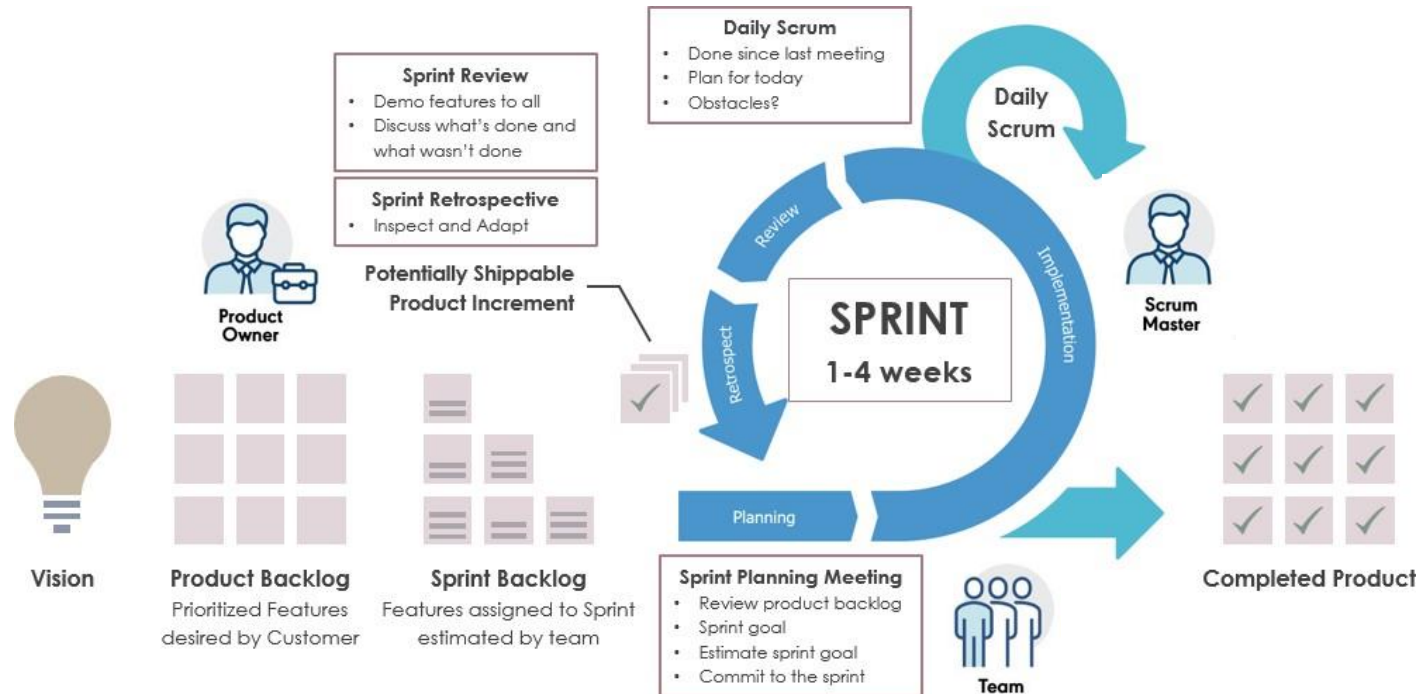 Daily Scrum
• Done since last meeting
• Plan for today
• Obstacles?
Sprint Review
• Demo features to all
• Discuss what's done and
what wasn't done
Sprint Retrospective
• Inspect and Adapt
Daily
Scrum
Product
Owner
Potentially Shippable
Product Increment
Review
Retrospect
Implementation
SPRINT
1-4 weeks
Scrum
Master
Planning
Vision
Product Backlog
Prioritized Features
desired by Customer
Sprint Backlog
Features assigned to Sprint
estimated by team
Sprint Planning Meeting
• Review product backlog
• Sprint goal
• Estimate sprint goal
• Commit to the sprint
Team
Completed Product